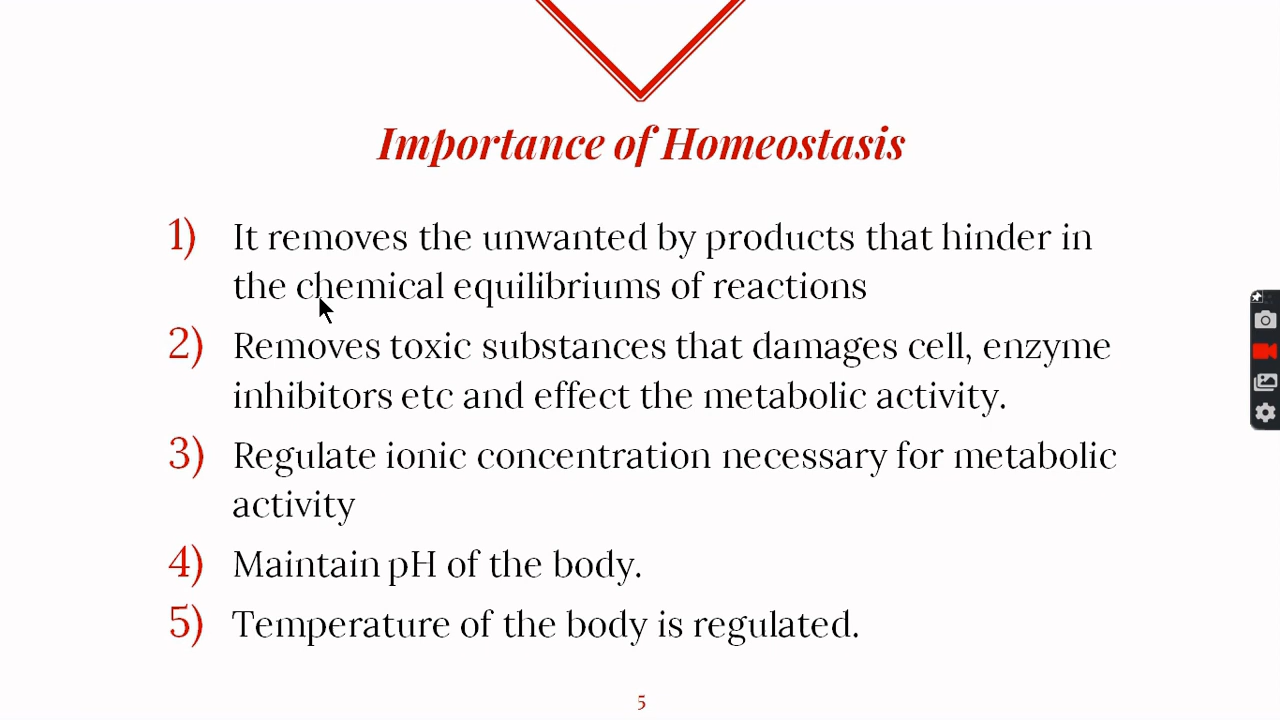 Importance of Homeostasis
1) It removes the unwanted by products that hinder in
the chemical equilibriums of reactions
2) Removes toxic substances that damages cell, enzyme
inhibitors etc and effect the metabolic activity.
3) Regulate ionic concentration necessary for metabolic
activity
4) Maintain pH of the body.
5) Temperature of the body is regulated.
5